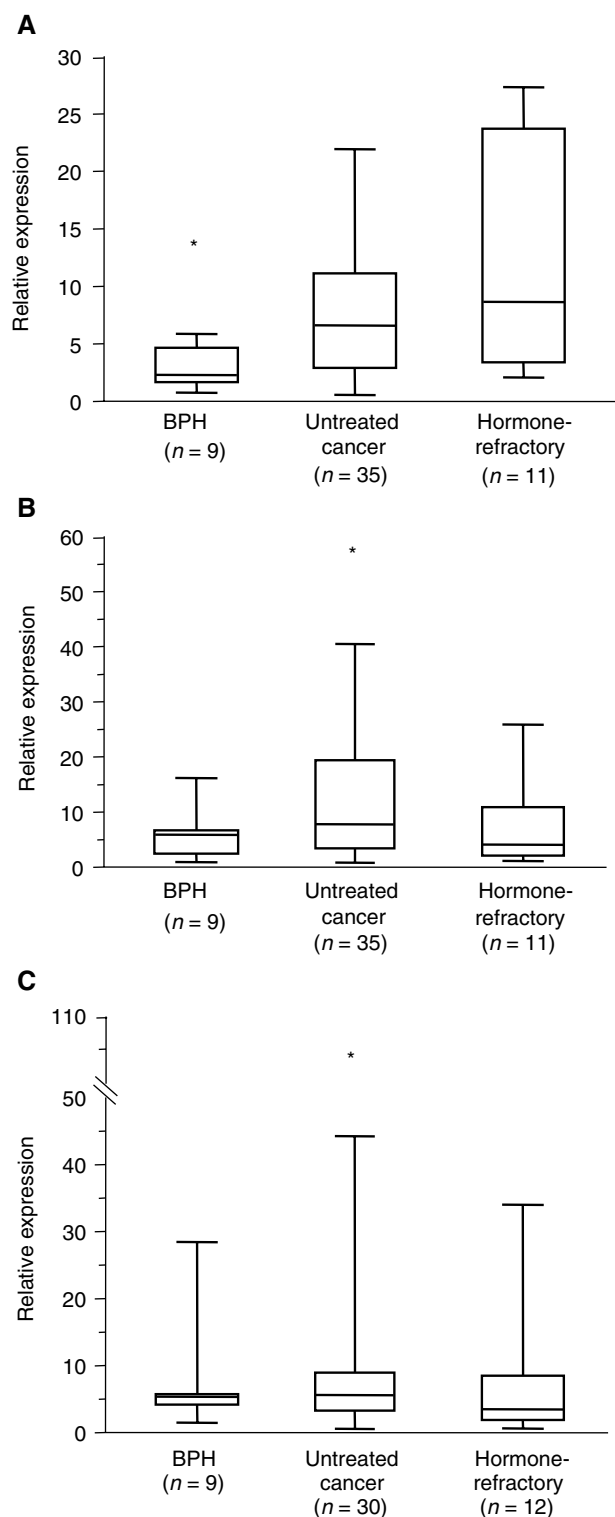 A
Relative expression
30
25
20
15
10
5
0
*
BPH
(n = 9)
Untreated
cancer
(n = 35)
Hormone-
refractory
(n = 11)
B
Relative expression
60
50
40
30
20
10
0
*
BPH
(n = 9)
Untreated
cancer
(n = 35)
Hormone-
refractory
(n = 11)
C
Relative expression
110
50
40
30
20
10
0
*
BPH
(n = 9)
Untreated
cancer
(n = 30)
Hormone-
refractory
(n = 12)